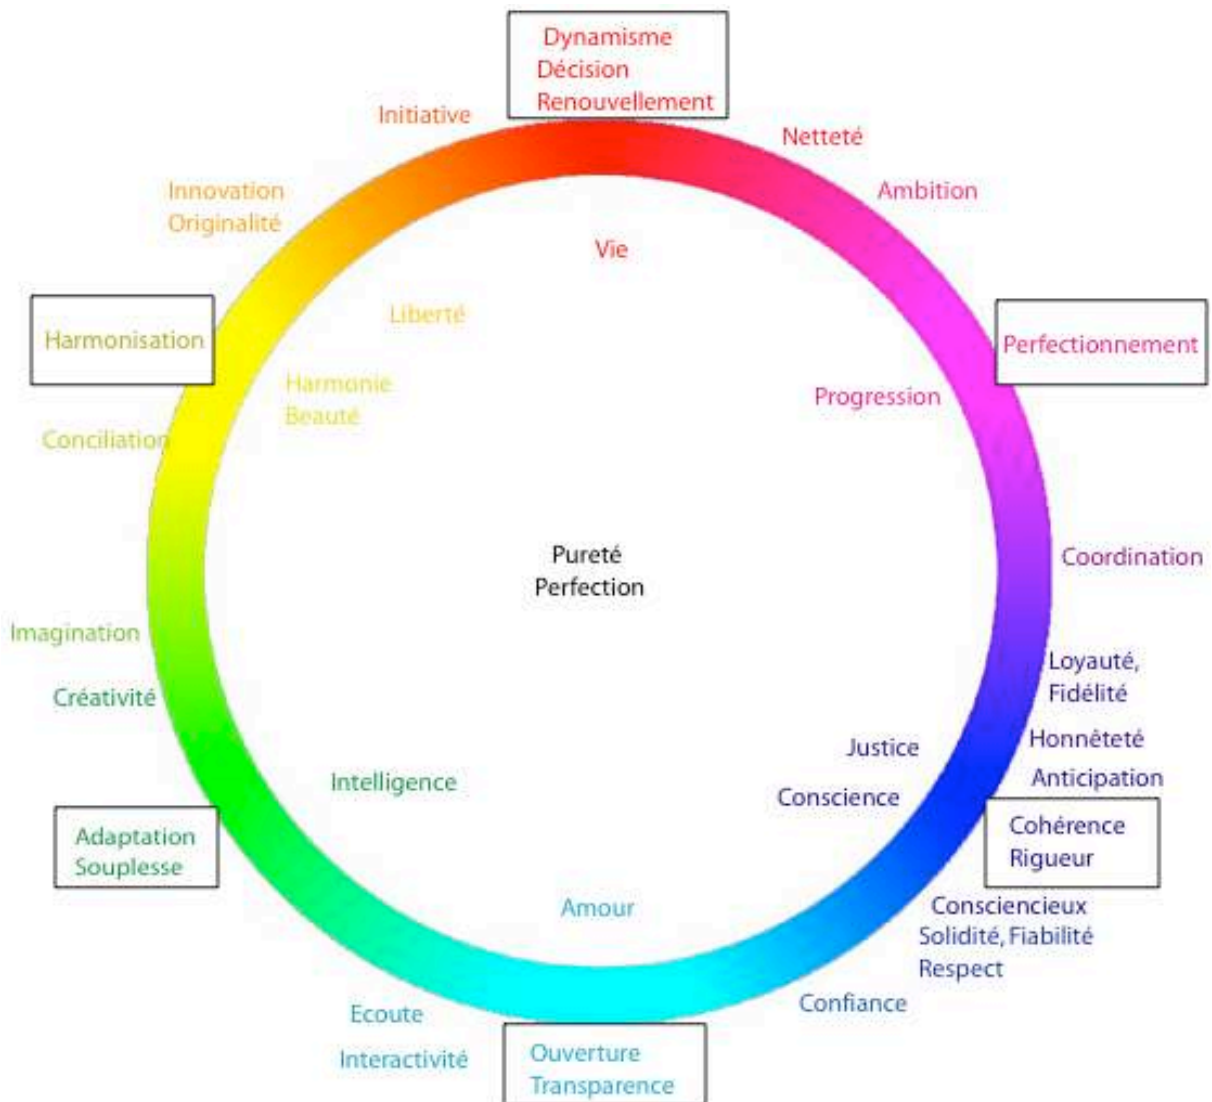 Dynamisme
Décision
Renouvellement
Initiative
Netteté
Innovation
Originalité
Ambition
Vie
Liberté
Harmonisation
Perfectionnement
Harmonie
Beauté
Progression
Conciliation
Pureté
Perfection
Coordination
Imagination
Loyauté,
Fidélité
Créativité
Justice
Honnêteté
Anticipation
Intelligence
Conscience
Adaptation
Souplesse
Cohérence
Rigueur
Amour
Consciencieux
Solidité, Fiabilité
Respect
Confiance
Ecoute
Interactivité
Ouverture
Transparence